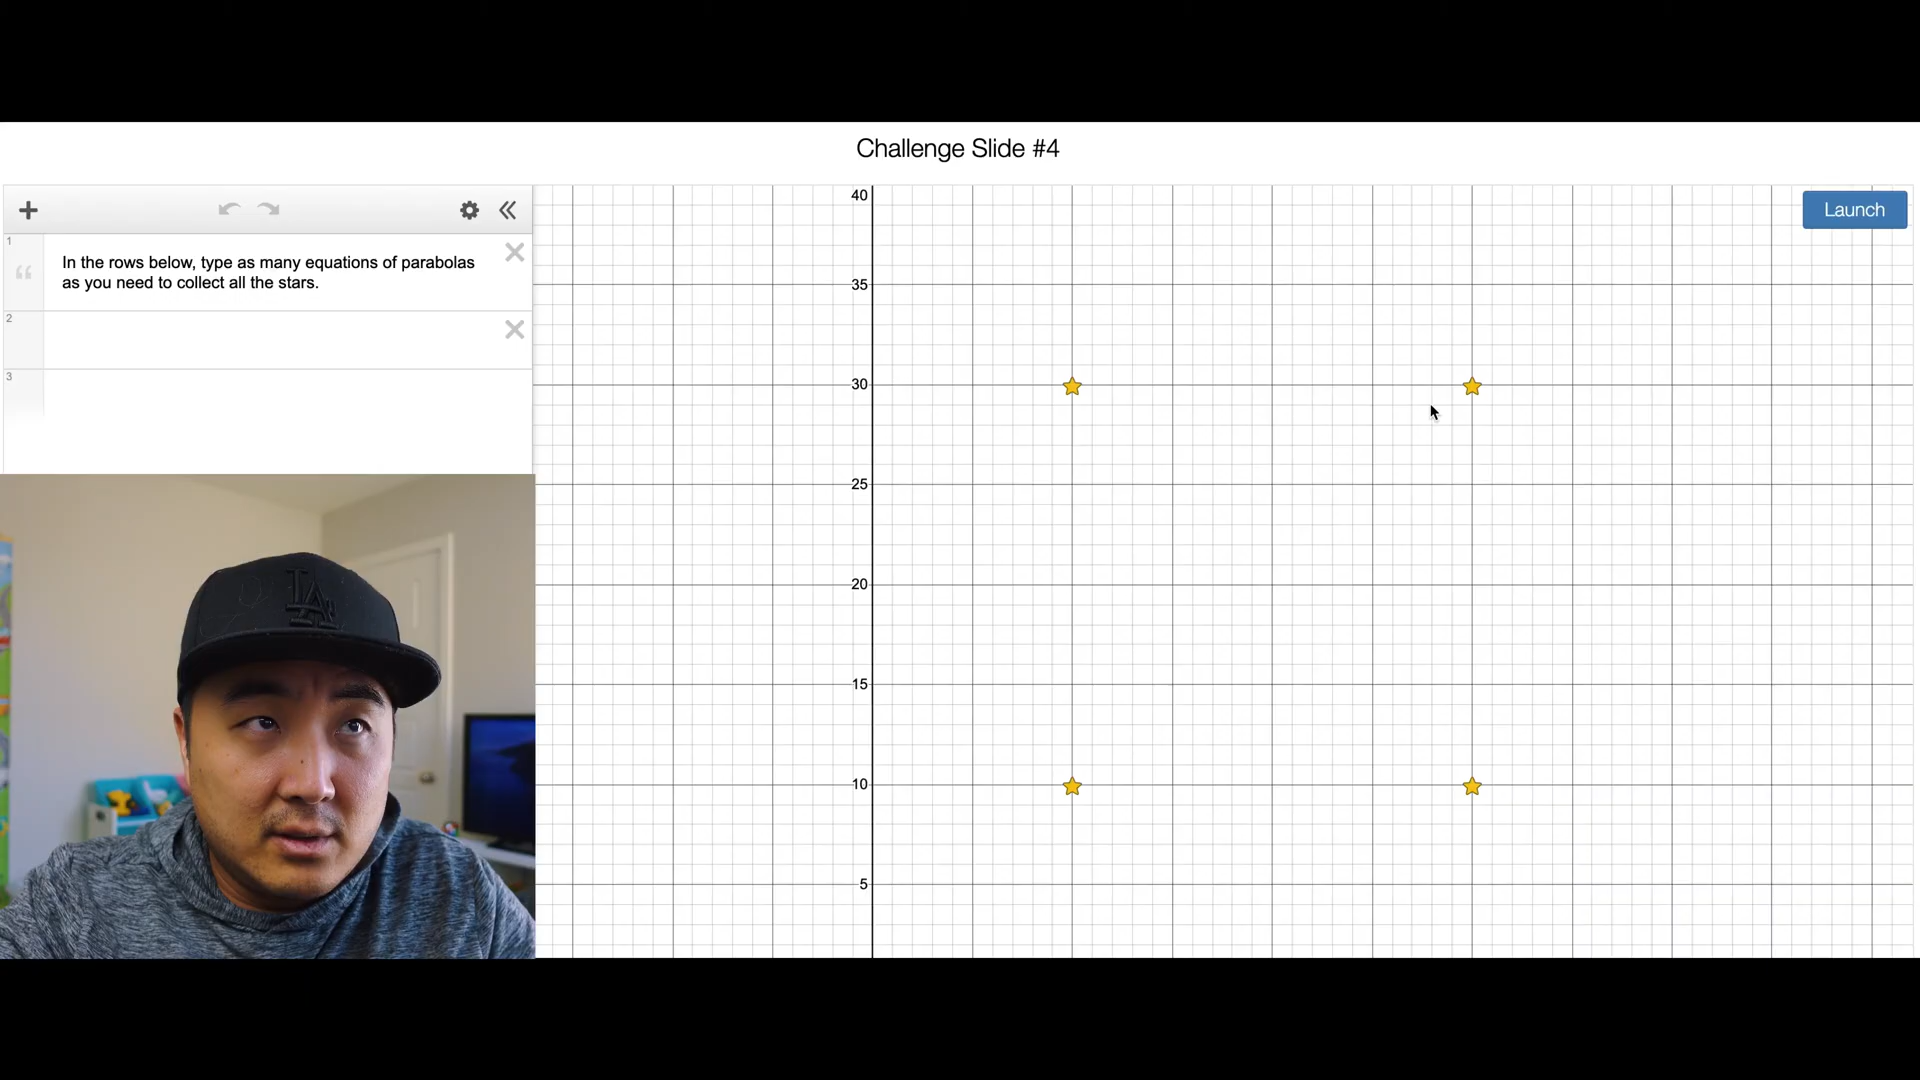 Challenge Slide #4
40
Launch
1
In the rows below, type as many equations of parabolas
as you need to collect all the stars.
35
2
3
30
25
20
LA
15
10
5